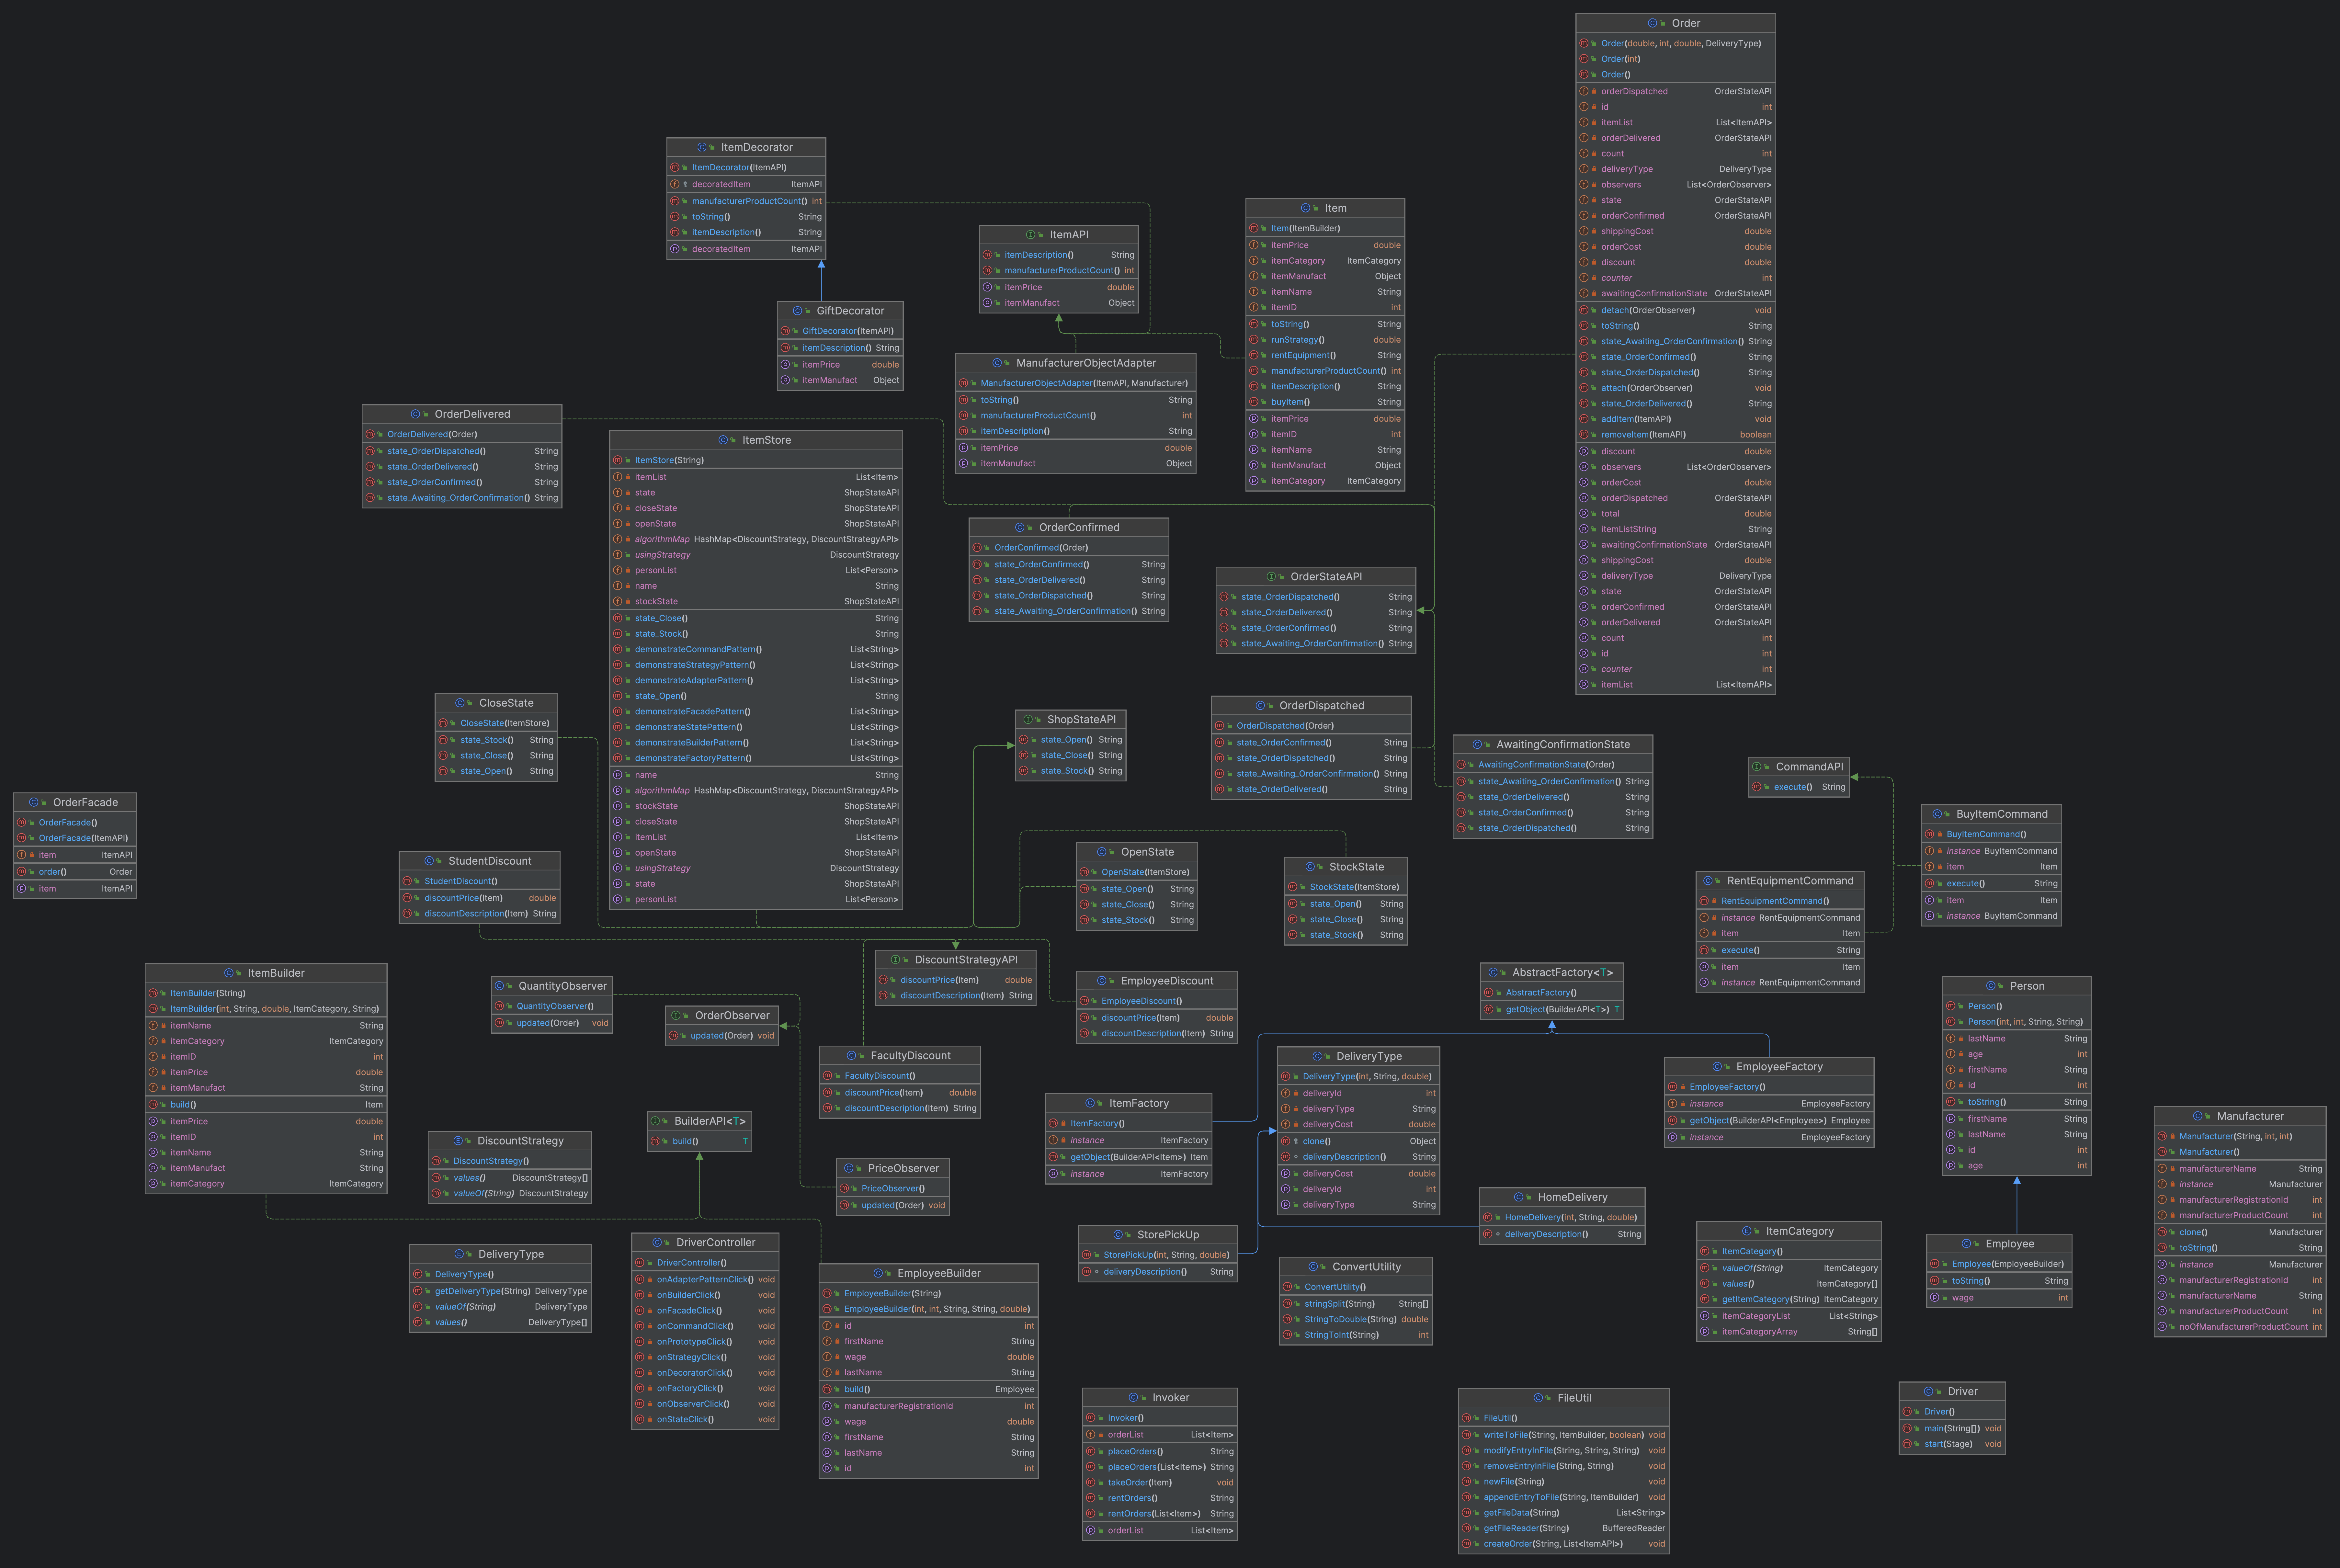 Order
Order(double, int, double, DeliveryType)
Order(int)
Order()
orderDispatched OrderStateAPI
id int
itemList List<ItemAPI>
orderDelivered OrderStateAPI
count int
deliveryType DeliveryType
observers List<OrderObserver>
state OrderStateAPI
orderConfirmed OrderStateAPI
shippingCost double
orderCost double
discount double
counter int
awaitingConfirmationState OrderStateAPI
detach(OrderObserver) void
toString() String
state_Awaiting_OrderConfirmation() String
state_OrderConfirmed() String
state_OrderDispatched() String
attach(OrderObserver) void
state_OrderDelivered() String
addItem(ItemAPI) void
removeItem(ItemAPI) boolean
discount double
observers List<OrderObserver>
orderCost double
orderDispatched OrderStateAPI
total double
itemListString String
awaitingConfirmationState OrderStateAPI
shippingCost double
deliveryType DeliveryType
state OrderStateAPI
orderConfirmed OrderStateAPI
orderDelivered OrderStateAPI
count int
id int
counter int
itemList List<ItemAPI>
ItemDecorator
ItemDecorator(ItemAPI)
decoratedItem ItemAPI
manufacturerProductCount() int
toString() String
itemDescription() String
decoratedItem ItemAPI
ItemAPI
itemDescription() String
manufacturerProductCount() int
itemPrice double
itemManufact Object
Item
Item(ItemBuilder)
itemPrice double
itemCategory ItemCategory
itemManufact Object
itemName String
itemID int
toString() String
runStrategy() double
rentEquipment() String
manufacturerProductCount() int
itemDescription() String
buyItem() String
itemPrice double
itemID int
itemName String
itemManufact Object
itemCategory ItemCategory
GiftDecorator
GiftDecorator(ItemAPI)
itemDescription() String
itemPrice double
itemManufact Object
ManufacturerObjectAdapter
ManufacturerObjectAdapter(ItemAPI, Manufacturer)
toString() String
manufacturerProductCount() int
itemDescription() String
itemPrice double
itemManufact Object
OrderDelivered
OrderDelivered(Order)
state_OrderDispatched() String
state_OrderDelivered() String
state_OrderConfirmed() String
state_Awaiting_OrderConfirmation() String
ItemStore
ItemStore(String)
itemList List<Item>
state ShopStateAPI
closeState ShopStateAPI
openState ShopStateAPI
algorithmMap HashMap<DiscountStrategy, DiscountStrategyAPI>
usingStrategy DiscountStrategy
personList List<Person>
name String
stockState ShopStateAPI
state_Close() String
state_Stock() String
demonstrateCommandPattern() List<String>
demonstrateStrategyPattern() List<String>
demonstrateAdapterPattern() List<String>
state_Open() String
demonstrateFacadePattern() List<String>
demonstrateStatePattern() List<String>
demonstrateBuilderPattern() List<String>
demonstrateFactoryPattern() List<String>
name String
algorithmMap HashMap<DiscountStrategy, DiscountStrategyAPI>
stockState ShopStateAPI
closeState ShopStateAPI
itemList List<Item>
openState ShopStateAPI
usingStrategy DiscountStrategy
state ShopStateAPI
personList List<Person>
OrderConfirmed
OrderConfirmed(Order)
state_OrderConfirmed() String
state_OrderDelivered() String
state_OrderDispatched() String
state_Awaiting_OrderConfirmation() String
OrderStateAPI
state_OrderDispatched() String
state_OrderDelivered() String
state_OrderConfirmed() String
state_Awaiting_OrderConfirmation() String
CloseState
CloseState(ItemStore)
state_Stock() String
state_Close() String
state_Open() String
ShopStateAPI
state_Open() String
state_Close() String
state_Stock() String
OrderDispatched
OrderDispatched(Order)
state_OrderConfirmed() String
state_OrderDispatched() String
state_Awaiting_OrderConfirmation() String
state_OrderDelivered() String
AwaitingConfirmationState
AwaitingConfirmationState(Order)
state_Awaiting_OrderConfirmation() String
state_OrderDelivered() String
state_OrderConfirmed() String
state_OrderDispatched() String
CommandAPI
execute() String
BuyItemCommand
BuyItemCommand()
instance BuyItemCommand
item Item
execute() String
item Item
instance BuyItemCommand
OrderFacade
OrderFacade()
OrderFacade(ItemAPI)
item ItemAPI
order() Order
item ItemAPI
StudentDiscount
StudentDiscount()
discountPrice(Item) double
discountDescription(Item) String
OpenState
OpenState(ItemStore)
state_Open() String
state_Close() String
state_Stock() String
StockState
StockState(ItemStore)
state_Open() String
state_Close() String
state_Stock() String
RentEquipmentCommand
RentEquipmentCommand()
instance RentEquipmentCommand
item Item
execute() String
item Item
instance RentEquipmentCommand
ItemBuilder
ItemBuilder(String)
ItemBuilder(int, String, double, ItemCategory, String)
itemName String
itemCategory ItemCategory
itemID int
itemPrice double
itemManufact String
build() Item
itemPrice double
itemID int
itemName String
itemManufact String
itemCategory ItemCategory
QuantityObserver
QuantityObserver()
updated(Order) void
OrderObserver
updated(Order) void
DiscountStrategyAPI
discountPrice(Item) double
discountDescription(Item) String
EmployeeDiscount
EmployeeDiscount()
discountPrice(Item) double
discountDescription(Item) String
AbstractFactory<T>
AbstractFactory()
getObject(BuilderAPI<T>) T
Person
Person()
Person(int, int, String, String)
lastName String
age int
firstName String
id int
toString() String
firstName String
lastName String
id int
age int
FacultyDiscount
FacultyDiscount()
discountPrice(Item) double
discountDescription(Item) String
DeliveryType
DeliveryType(int, String, double)
deliveryId int
deliveryType String
deliveryCost double
clone() Object
deliveryDescription() String
deliveryCost double
deliveryId int
deliveryType String
EmployeeFactory
EmployeeFactory()
instance EmployeeFactory
getObject(BuilderAPI<Employee>) Employee
instance EmployeeFactory
ItemFactory
ItemFactory()
instance ItemFactory
getObject(BuilderAPI<Item>) Item
instance ItemFactory
BuilderAPI<T>
build() T
Manufacturer
Manufacturer(String, int, int)
Manufacturer()
manufacturerName String
instance Manufacturer
manufacturerRegistrationId int
manufacturerProductCount int
clone() Manufacturer
toString() String
instance Manufacturer
manufacturerRegistrationId int
manufacturerName String
manufacturerProductCount int
noOfManufacturerProductCount int
DiscountStrategy
DiscountStrategy()
values() DiscountStrategy[]
valueOf(String) DiscountStrategy
PriceObserver
PriceObserver()
updated(Order) void
HomeDelivery
HomeDelivery(int, String, double)
deliveryDescription() String
StorePickUp
StorePickUp(int, String, double)
deliveryDescription() String
ItemCategory
ItemCategory()
valueOf(String) ItemCategory
values() ItemCategory[]
getItemCategory(String) ItemCategory
itemCategoryList List<String>
itemCategoryArray String[]
Employee
Employee(EmployeeBuilder)
toString() String
wage int
DeliveryType
DeliveryType()
getDeliveryType(String) DeliveryType
valueOf(String) DeliveryType
values() DeliveryType[]
DriverController
DriverController()
onAdapterPatternClick() void
onBuilderClick() void
onFacadeClick() void
onCommandClick() void
onPrototypeClick() void
onStrategyClick() void
onDecoratorClick() void
onFactoryClick() void
onObserverClick() void
onStateClick() void
EmployeeBuilder
EmployeeBuilder(String)
EmployeeBuilder(int, int, String, String, double)
id int
firstName String
wage double
lastName String
build() Employee
manufacturerRegistrationId int
wage double
firstName String
lastName String
id int
ConvertUtility
ConvertUtility()
stringSplit(String) String[]
StringToDouble(String) double
StringToInt(String) int
Invoker
Invoker()
orderList List<Item>
placeOrders() String
placeOrders(List<Item>) String
takeOrder(Item) void
rentOrders() String
rentOrders(List<Item>) String
orderList List<Item>
FileUtil
FileUtil()
writeToFile(String, ItemBuilder, boolean) void
modifyEntryInFile(String, String, String) void
removeEntryInFile(String, String) void
newFile(String) void
appendEntryToFile(String, ItemBuilder) void
getFileData(String) List<String>
getFileReader(String) BufferedReader
createOrder(String, List<ItemAPI>) void
Driver
Driver()
main(String[]) void
start(Stage) void